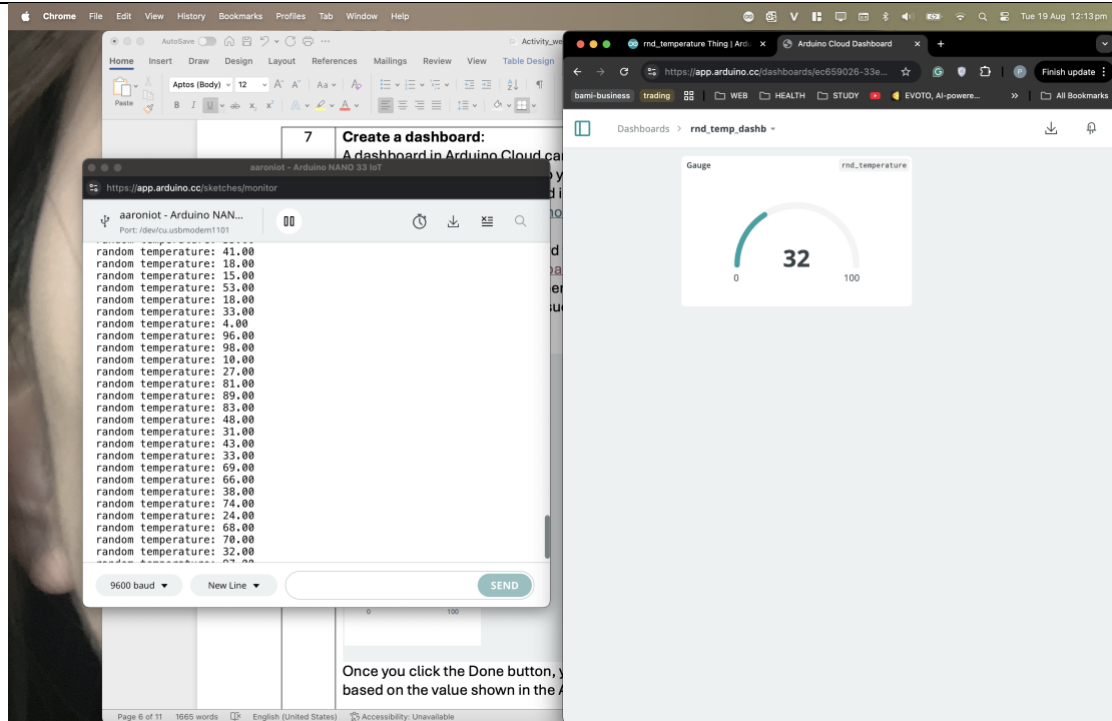 Chrome File Edit View History Bookmarks Profiles Tab Window Help Tue 19 Aug 12:13pm
AutoSave Activity_we
Home Insert Draw Design Layout References Mailings Review View Table Design
Paste Aptos (Body) 12
7 Create a dashboard:
A dashboard in Arduino Cloud ca
aaroniot - Arduino NANO 33 IoT
https://app.arduino.cc/sketches/monitor
aaroniot - Arduino NAN...
Port: /dev/cu.usbmodem1101
random temperature: 41.00
random temperature: 18.00
random temperature: 15.00
random temperature: 53.00
random temperature: 18.00
random temperature: 33.00
random temperature: 4.00
random temperature: 96.00
random temperature: 98.00
random temperature: 10.00
random temperature: 27.00
random temperature: 81.00
random temperature: 89.00
random temperature: 83.00
random temperature: 48.00
random temperature: 31.00
random temperature: 43.00
random temperature: 33.00
random temperature: 69.00
random temperature: 66.00
random temperature: 38.00
random temperature: 74.00
random temperature: 24.00
random temperature: 68.00
random temperature: 70.00
random temperature: 32.00
9600 baud New Line SEND
0 100
Once you click the Done button, y
based on the value shown in the A
Page 6 of 11 1665 words English (United States) Accessibility: Unavailable
rnd_temperature Thing | Ardu Arduino Cloud Dashboard
https://app.arduino.cc/dashboards/ec659026-33e... Finish update
bami-business trading WEB HEALTH STUDY EVOTO, AI-powere... All Bookmarks
Dashboards > rnd_temp_dashb
Gauge rnd_temperature
32
0 100